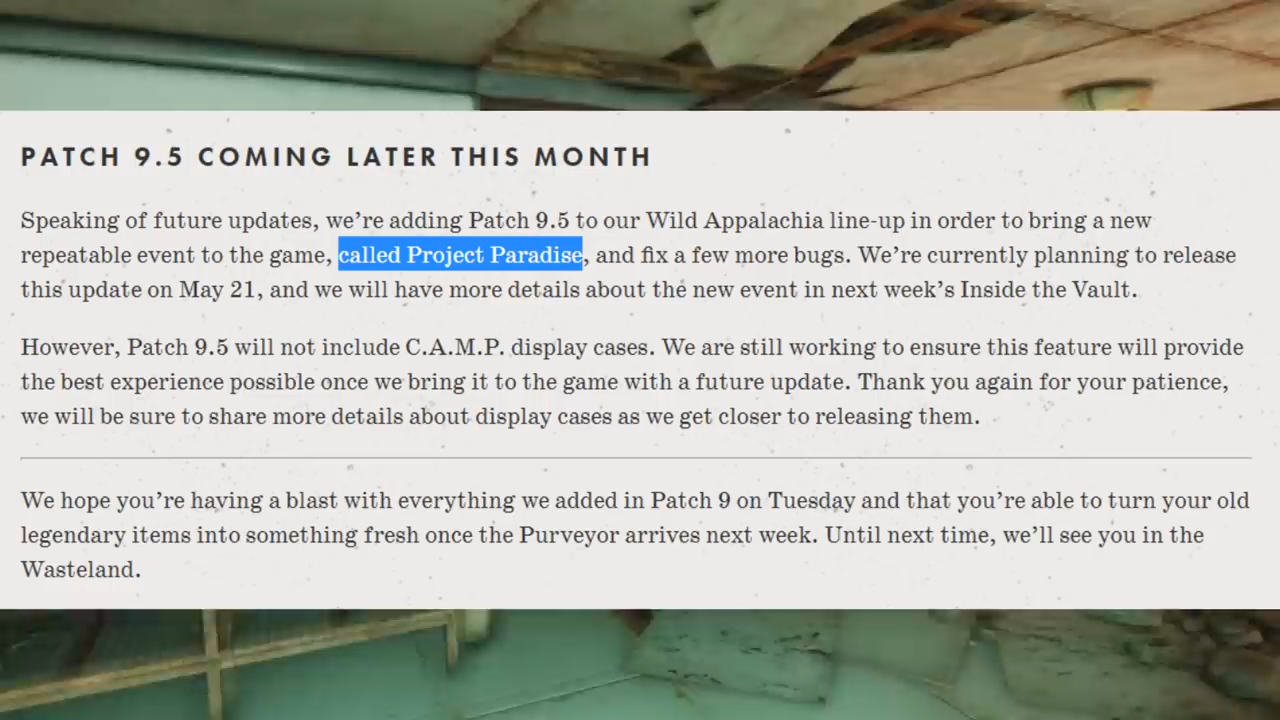 PATCH 9.5 COMING LATER THIS MONTH
Speaking of future updates, we’re adding Patch 9.5 to our Wild Appalachia line-up in order to bring a new
repeatable event to the game, called Project Paradise, and fix a few more bugs. We’re currently planning to release
this update on May 21, and we will have more details about the new event in next week’s Inside the Vault.
However, Patch 9.5 will not include C.A.M.P. display cases. We are still working to ensure this feature will provide
the best experience possible once we bring it to the game with a future update. Thank you again for your patience,
we will be sure to share more details about display cases as we get closer to releasing them.
We hope you’re having a blast with everything we added in Patch 9 on Tuesday and that you’re able to turn your old
legendary items into something fresh once the Purveyor arrives next week. Until next time, we’ll see you in the
Wasteland.